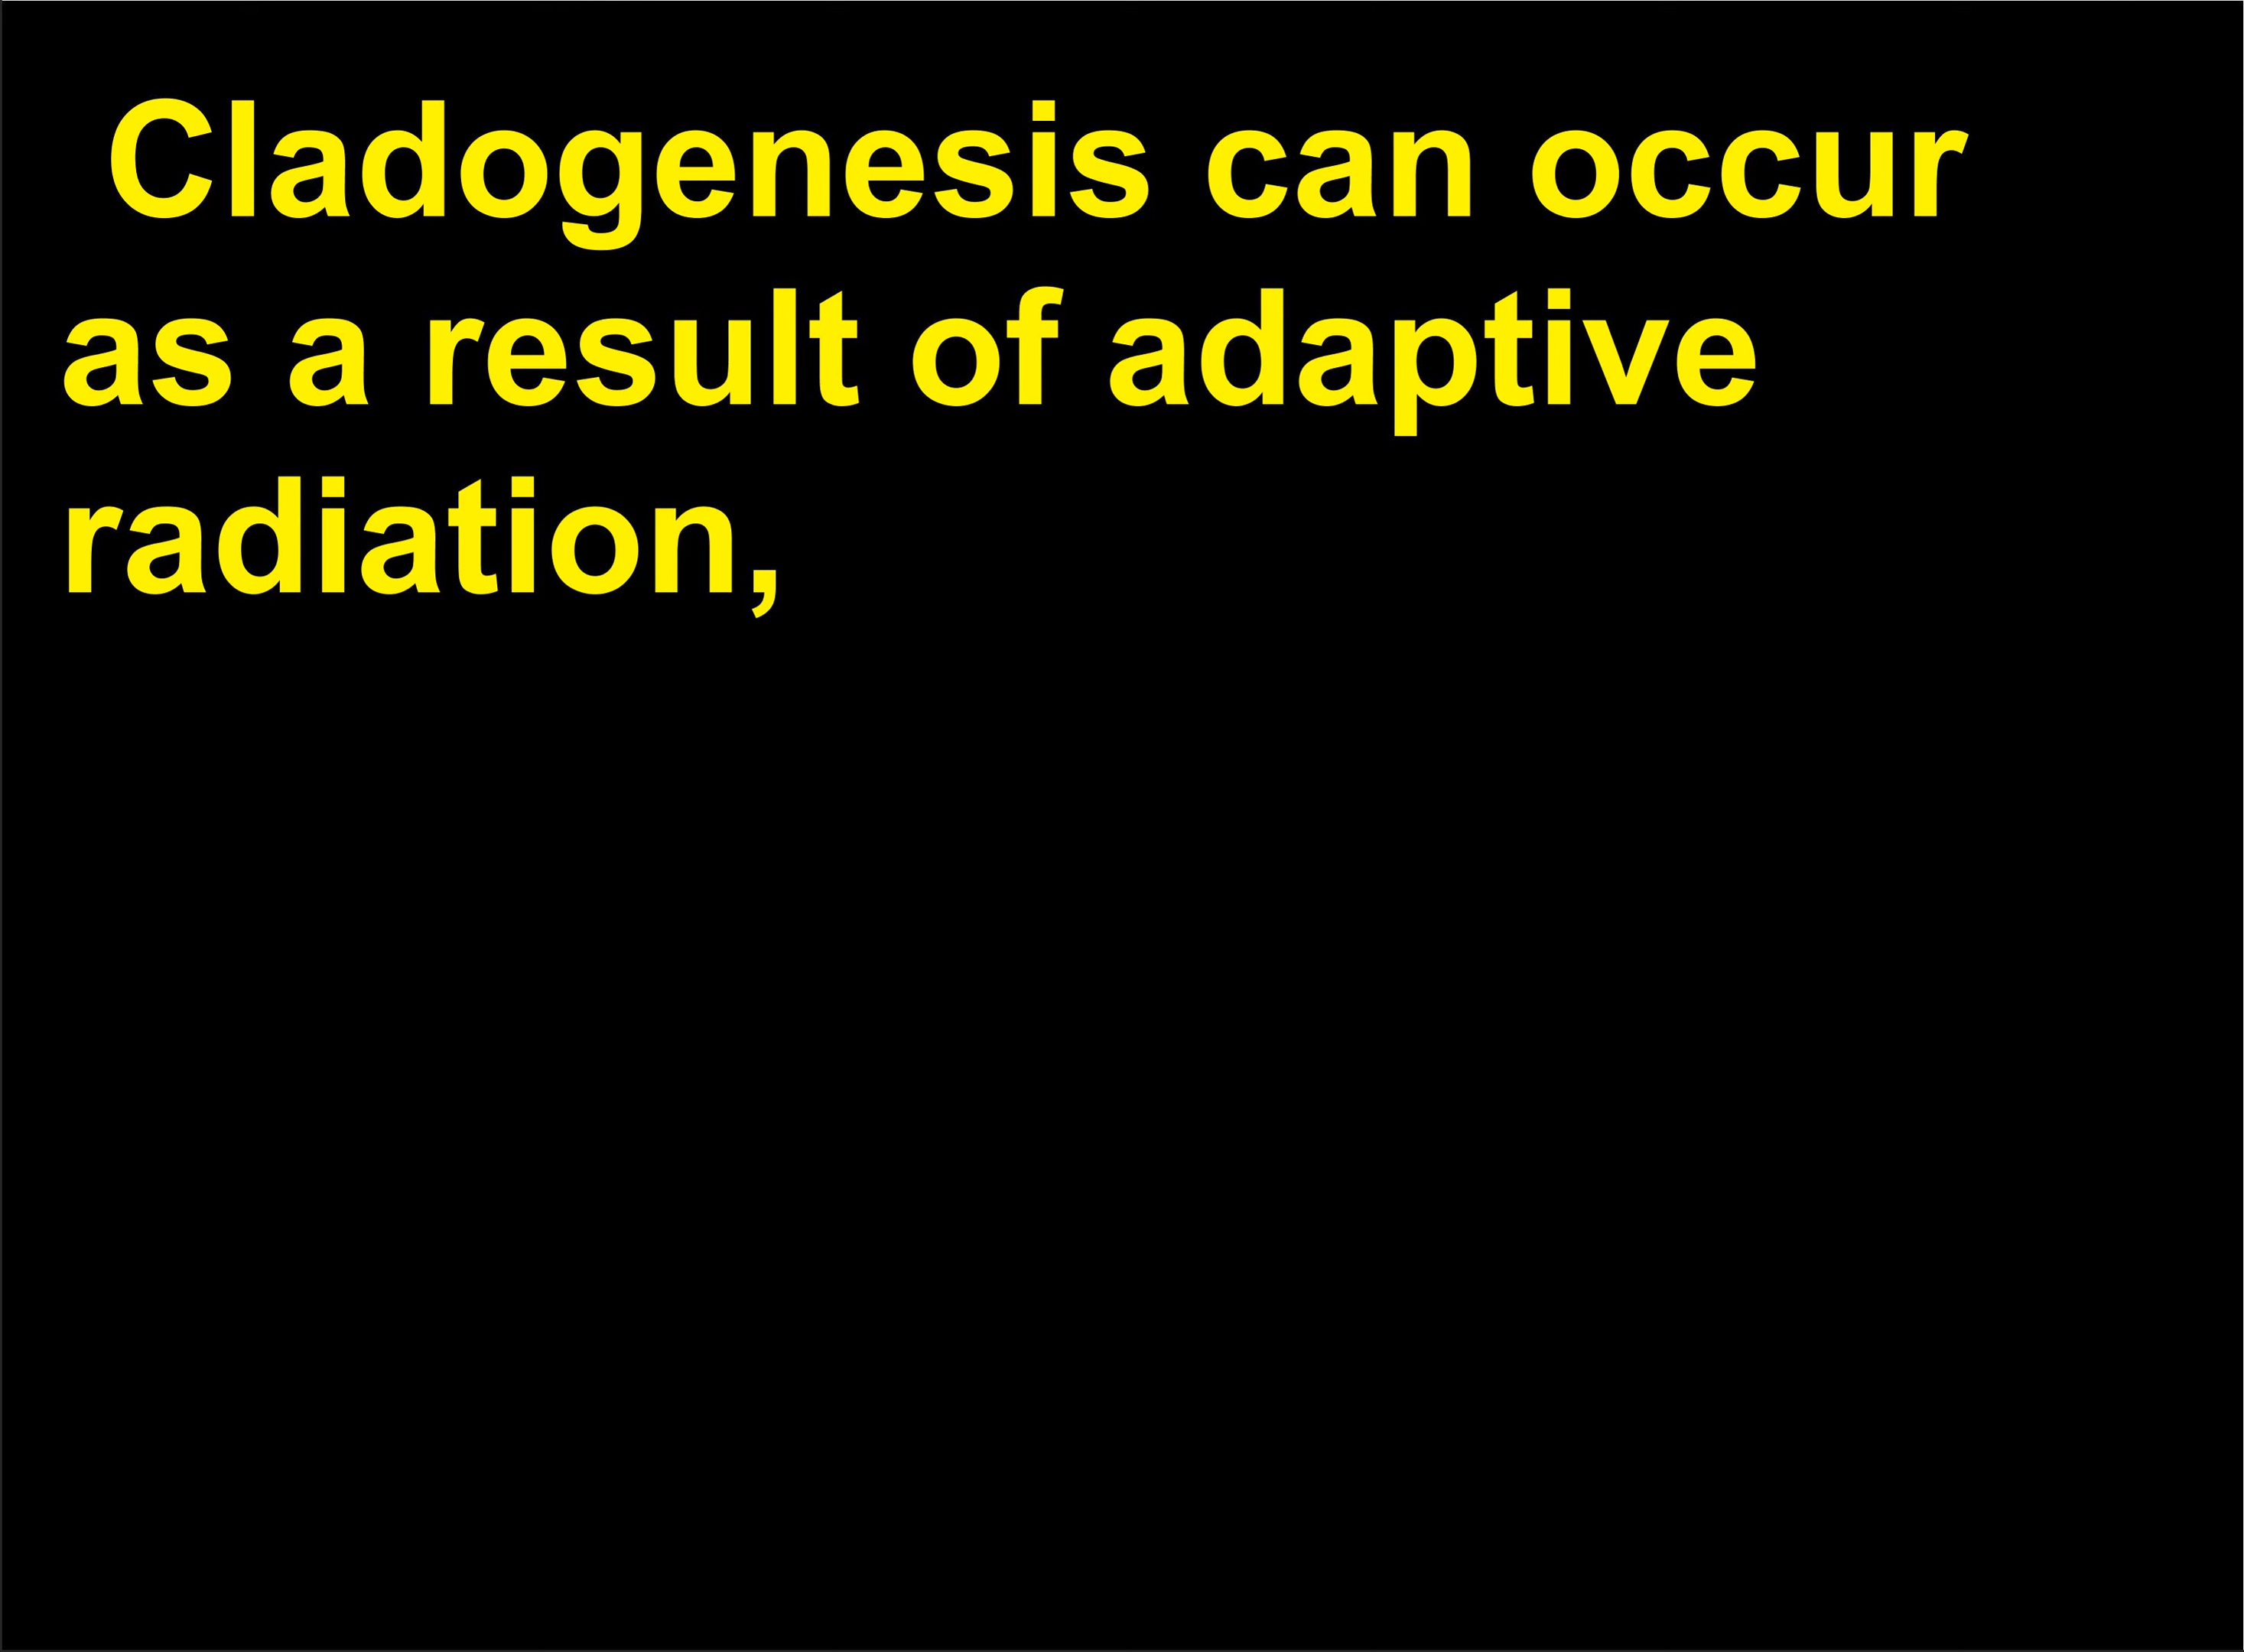 Cladogenesis can occur
as a result of adaptive
radiation,